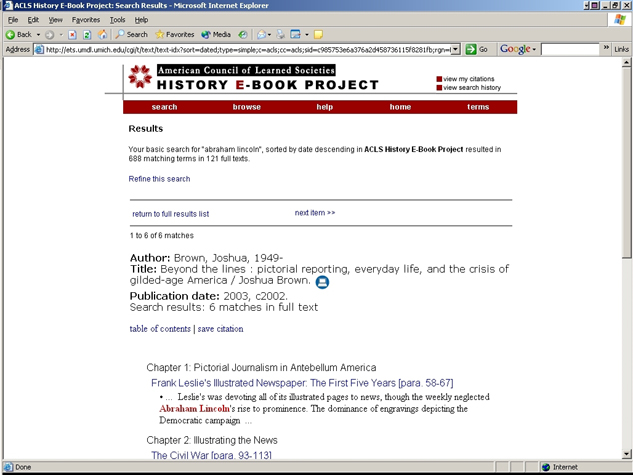 ACLS History E-Book Project: Search Results - Microsoft Internet Explorer
File Edit View Favorites Tools Help
Back Search Favorites Media
Address http://ets.umdl.umich.edu/cgi/t/text/text-idx?sort=dated;type=simple;c=acls;cc=acls;sid=c985753e6a376a2d458736115f8281fb;rgn= Go Google Links
American Council of Learned Societies
HISTORY E-BOOK PROJECT
view my citations
view search history
search browse help home terms
Results
Your basic search for "abraham lincoln", sorted by date descending in ACLS History E-Book Project resulted in
688 matching terms in 121 full texts.
Refine this search
return to full results list next item >>
1 to 6 of 6 matches
Author: Brown, Joshua, 1949-
Title: Beyond the lines : pictorial reporting, everyday life, and the crisis of
gilded-age America / Joshua Brown.
Publication date: 2003, c2002.
Search results: 6 matches in full text
table of contents | save citation
Chapter 1: Pictorial Journalism in Antebellum America
Frank Leslie's Illustrated Newspaper: The First Five Years [para. 58-67]
• ... Leslie's was devoting all of its illustrated pages to news, though the weekly neglected
Abraham Lincoln's rise to prominence. The dominance of engravings depicting the
Democratic campaign ...
Chapter 2: Illustrating the News
The Civil War [para. 93-113]
Done Internet